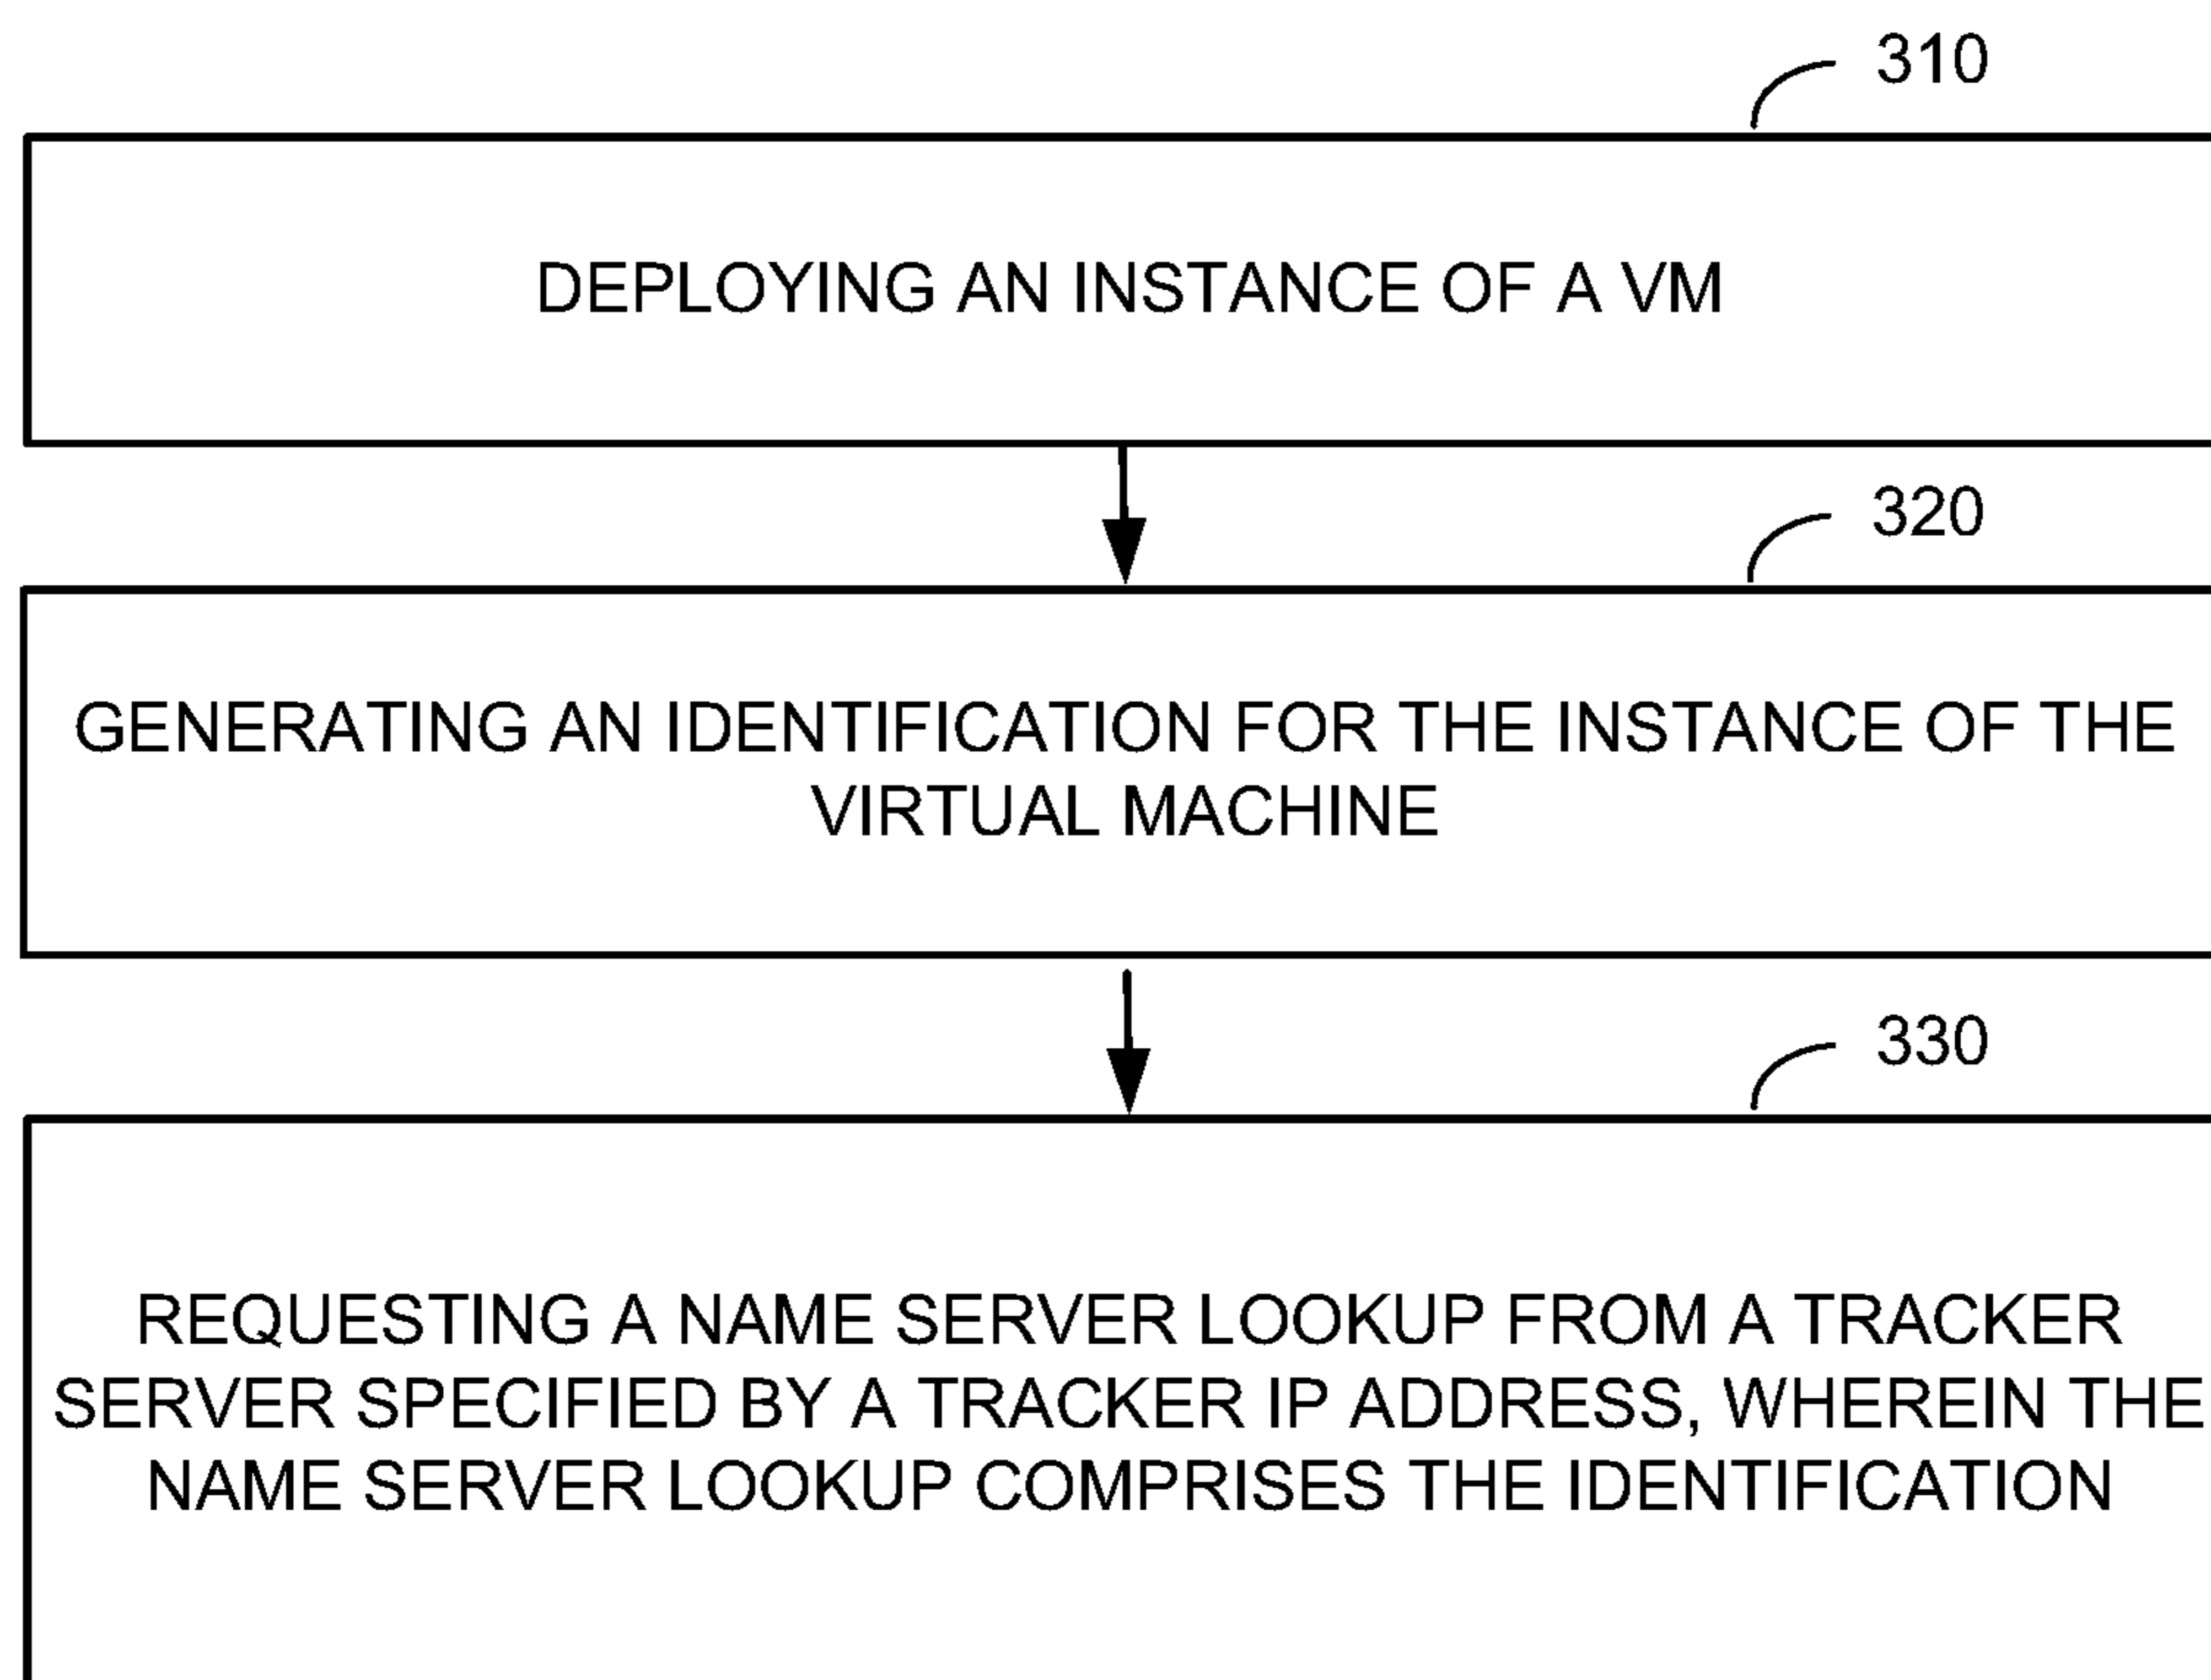 310
DEPLOYING AN INSTANCE OF A VM
320
GENERATING AN IDENTIFICATION FOR THE INSTANCE OF THE
VIRTUAL MACHINE
330
REQUESTING A NAME SERVER LOOKUP FROM A TRACKER
SERVER SPECIFIED BY A TRACKER IP ADDRESS, WHEREIN THE
NAME SERVER LOOKUP COMPRISES THE IDENTIFICATION